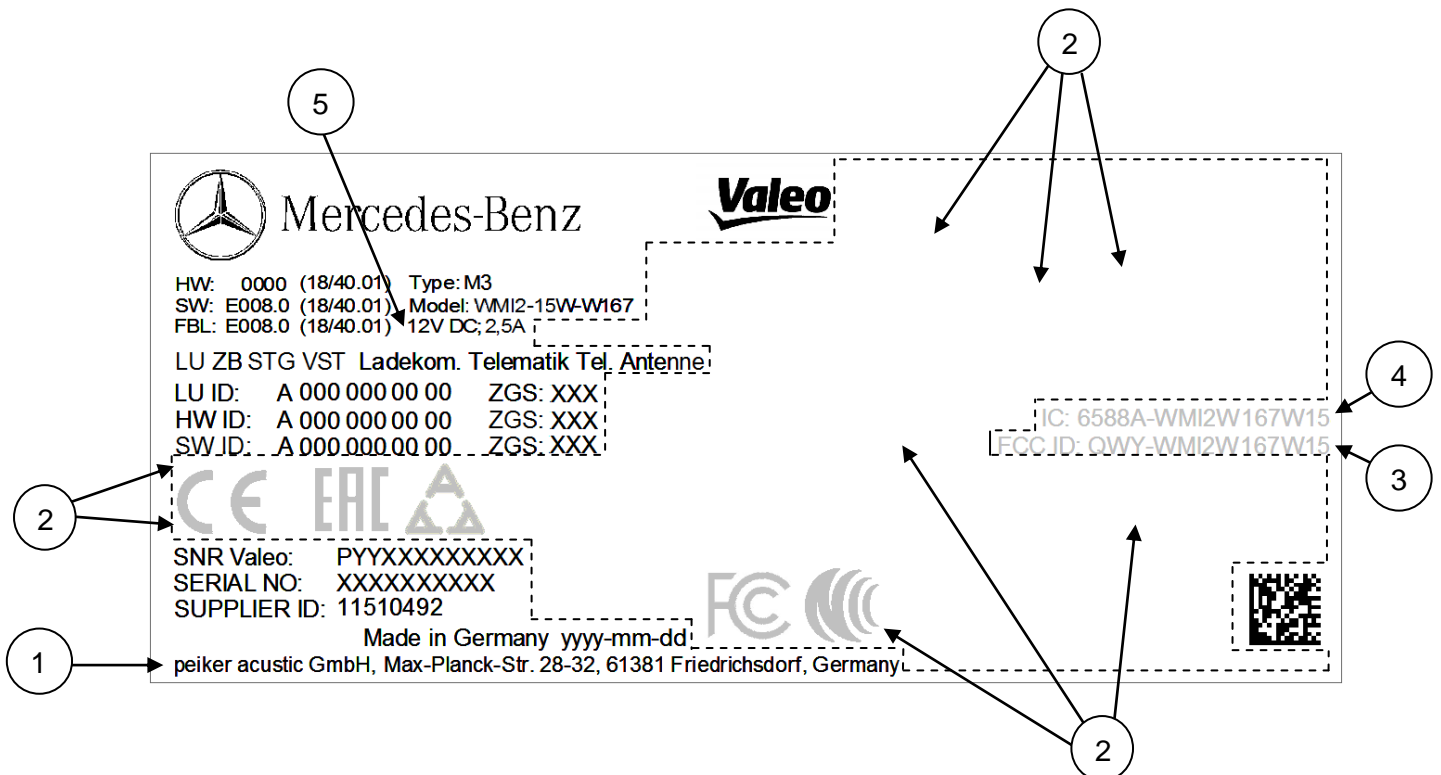 2
5
Mercedes-Benz
Valeo
HW: 0000 (18/40.01) Type: M3
SW: E008.0 (18/40.01) Model: WMI2-15W-W167
FBL: E008.0 (18/40.01) 12V DC; 2,5A
LU ZB STG VST Ladekom. Telematik Tel. Antenne
LU ID: A 000 000 00 00 ZGS: XXX
HW ID: A 000 000 00 00 ZGS: XXX
SW ID: A 000 000 00 00 ZGS: XXX
4
IC: 6588A-WMI2W167W15
FCC ID: QWY-WMI2W167W15
3
2
CE EAC
SNR Valeo: PYYXXXXXXXXX
SERIAL NO: XXXXXXXXXX
SUPPLIER ID: 11510492
FC
Made in Germany yyyy-mm-dd
1
peiker acustic GmbH, Max-Planck-Str. 28-32, 61381 Friedrichsdorf, Germany
2